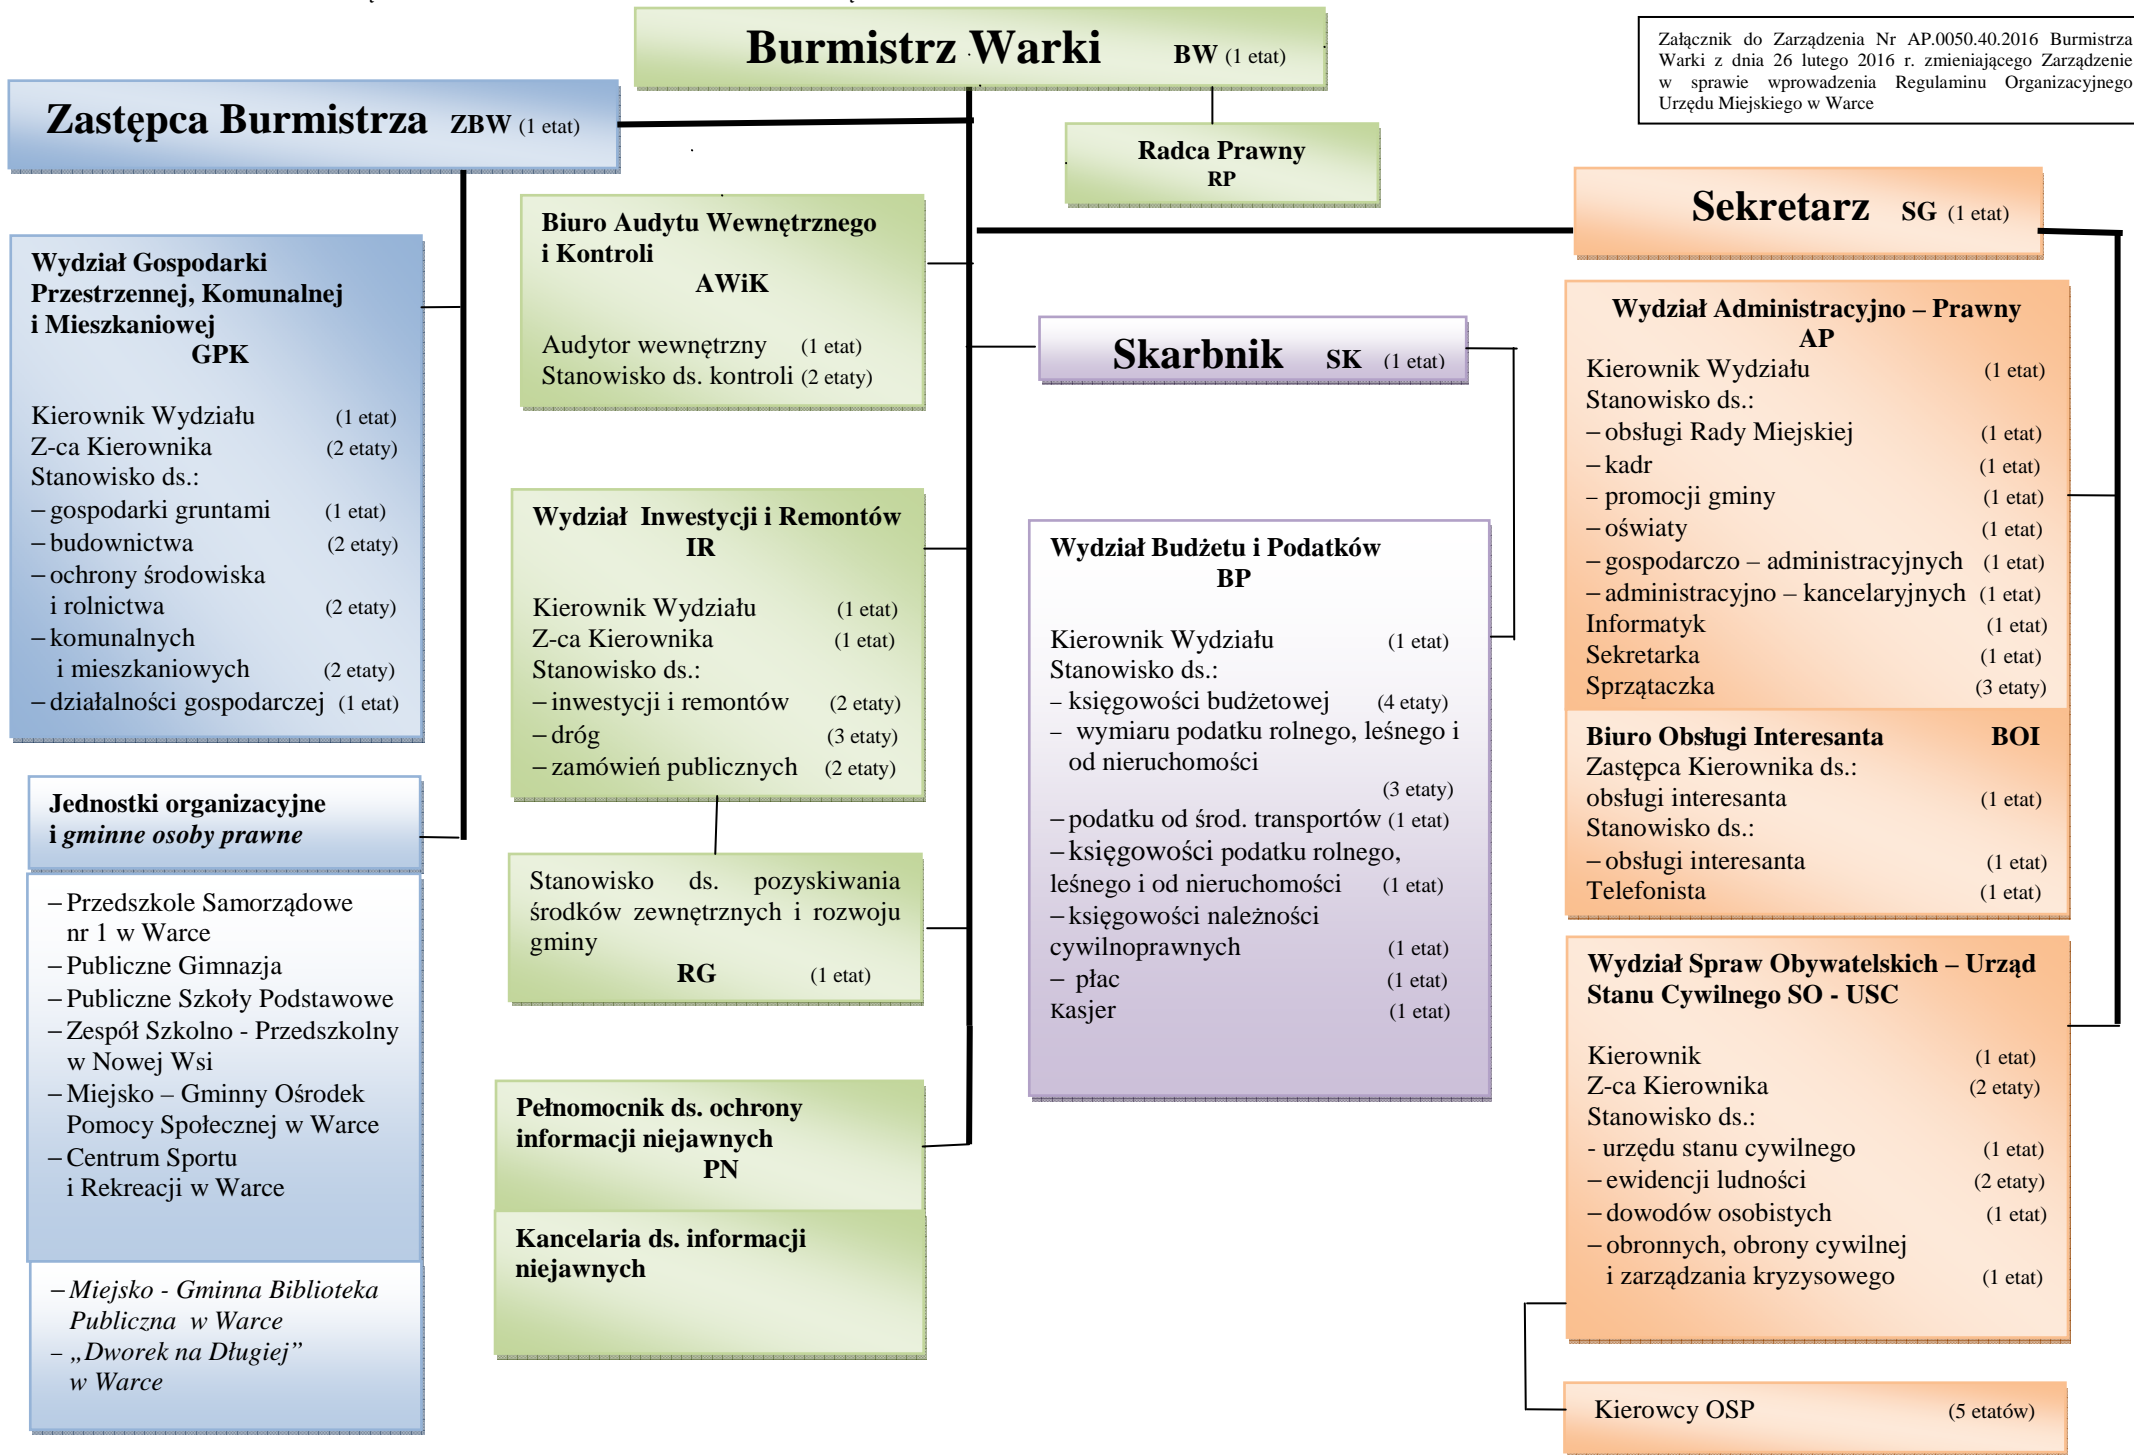 Burmistrz Warki BW (1 etat)
Załącznik do Zarządzenia Nr AP.0050.40.2016 Burmistrza
Warki z dnia 26 lutego 2016 r. zmieniającego Zarządzenie
w sprawie wprowadzenia Regulaminu Organizacyjnego
Urzędu Miejskiego w Warce
Zastępca Burmistrza ZBW (1 etat)
Radca Prawny
RP
Sekretarz SG (1 etat)
Wydział Gospodarki
Przestrzennej, Komunalnej
i Mieszkaniowej
GPK
Kierownik Wydziału (1 etat)
Z-ca Kierownika (2 etaty)
Stanowisko ds.:
– gospodarki gruntami (1 etat)
– budownictwa (2 etaty)
– ochrony środowiska
i rolnictwa (2 etaty)
– komunalnych
i mieszkaniowych (2 etaty)
– działalności gospodarczej (1 etat)
Jednostki organizacyjne
i gminne osoby prawne
– Przedszkole Samorządowe
nr 1 w Warce
– Publiczne Gimnazja
– Publiczne Szkoły Podstawowe
– Zespół Szkolno - Przedszkolny
w Nowej Wsi
– Miejsko – Gminny Ośrodek
Pomocy Społecznej w Warce
– Centrum Sportu
i Rekreacji w Warce
– Miejsko - Gminna Biblioteka
Publiczna w Warce
– „Dworek na Długiej”
w Warce
Biuro Audytu Wewnętrznego
i Kontroli
AWiK
Audytor wewnętrzny (1 etat)
Stanowisko ds. kontroli (2 etaty)
Wydział Inwestycji i Remontów
IR
Kierownik Wydziału (1 etat)
Z-ca Kierownika (1 etat)
Stanowisko ds.:
– inwestycji i remontów (2 etaty)
– dróg (3 etaty)
– zamówień publicznych (2 etaty)
Stanowisko ds. pozyskiwania
środków zewnętrznych i rozwoju
gminy
RG (1 etat)
Pełnomocnik ds. ochrony
informacji niejawnych
PN
Kancelaria ds. informacji
niejawnych
Skarbnik SK (1 etat)
Wydział Budżetu i Podatków
BP
Kierownik Wydziału (1 etat)
Stanowisko ds.:
– księgowości budżetowej (4 etaty)
– wymiaru podatku rolnego, leśnego i
od nieruchomości
(3 etaty)
– podatku od środ. transportów (1 etat)
– księgowości podatku rolnego,
leśnego i od nieruchomości (1 etat)
– księgowości należności
cywilnoprawnych (1 etat)
– płac (1 etat)
Kasjer (1 etat)
Wydział Administracyjno – Prawny
AP
Kierownik Wydziału (1 etat)
Stanowisko ds.:
– obsługi Rady Miejskiej (1 etat)
– kadr (1 etat)
– promocji gminy (1 etat)
– oświaty (1 etat)
– gospodarczo – administracyjnych (1 etat)
– administracyjno – kancelaryjnych (1 etat)
Informatyk (1 etat)
Sekretarka (1 etat)
Sprzątaczka (3 etaty)
Biuro Obsługi Interesanta BOI
Zastępca Kierownika ds.:
obsługi interesanta (1 etat)
Stanowisko ds.:
– obsługi interesanta (1 etat)
Telefonista (1 etat)
Wydział Spraw Obywatelskich – Urząd
Stanu Cywilnego SO - USC
Kierownik (1 etat)
Z-ca Kierownika (2 etaty)
Stanowisko ds.:
- urzędu stanu cywilnego (1 etat)
– ewidencji ludności (2 etaty)
– dowodów osobistych (1 etat)
– obronnych, obrony cywilnej
i zarządzania kryzysowego (1 etat)
Kierowcy OSP (5 etatów)